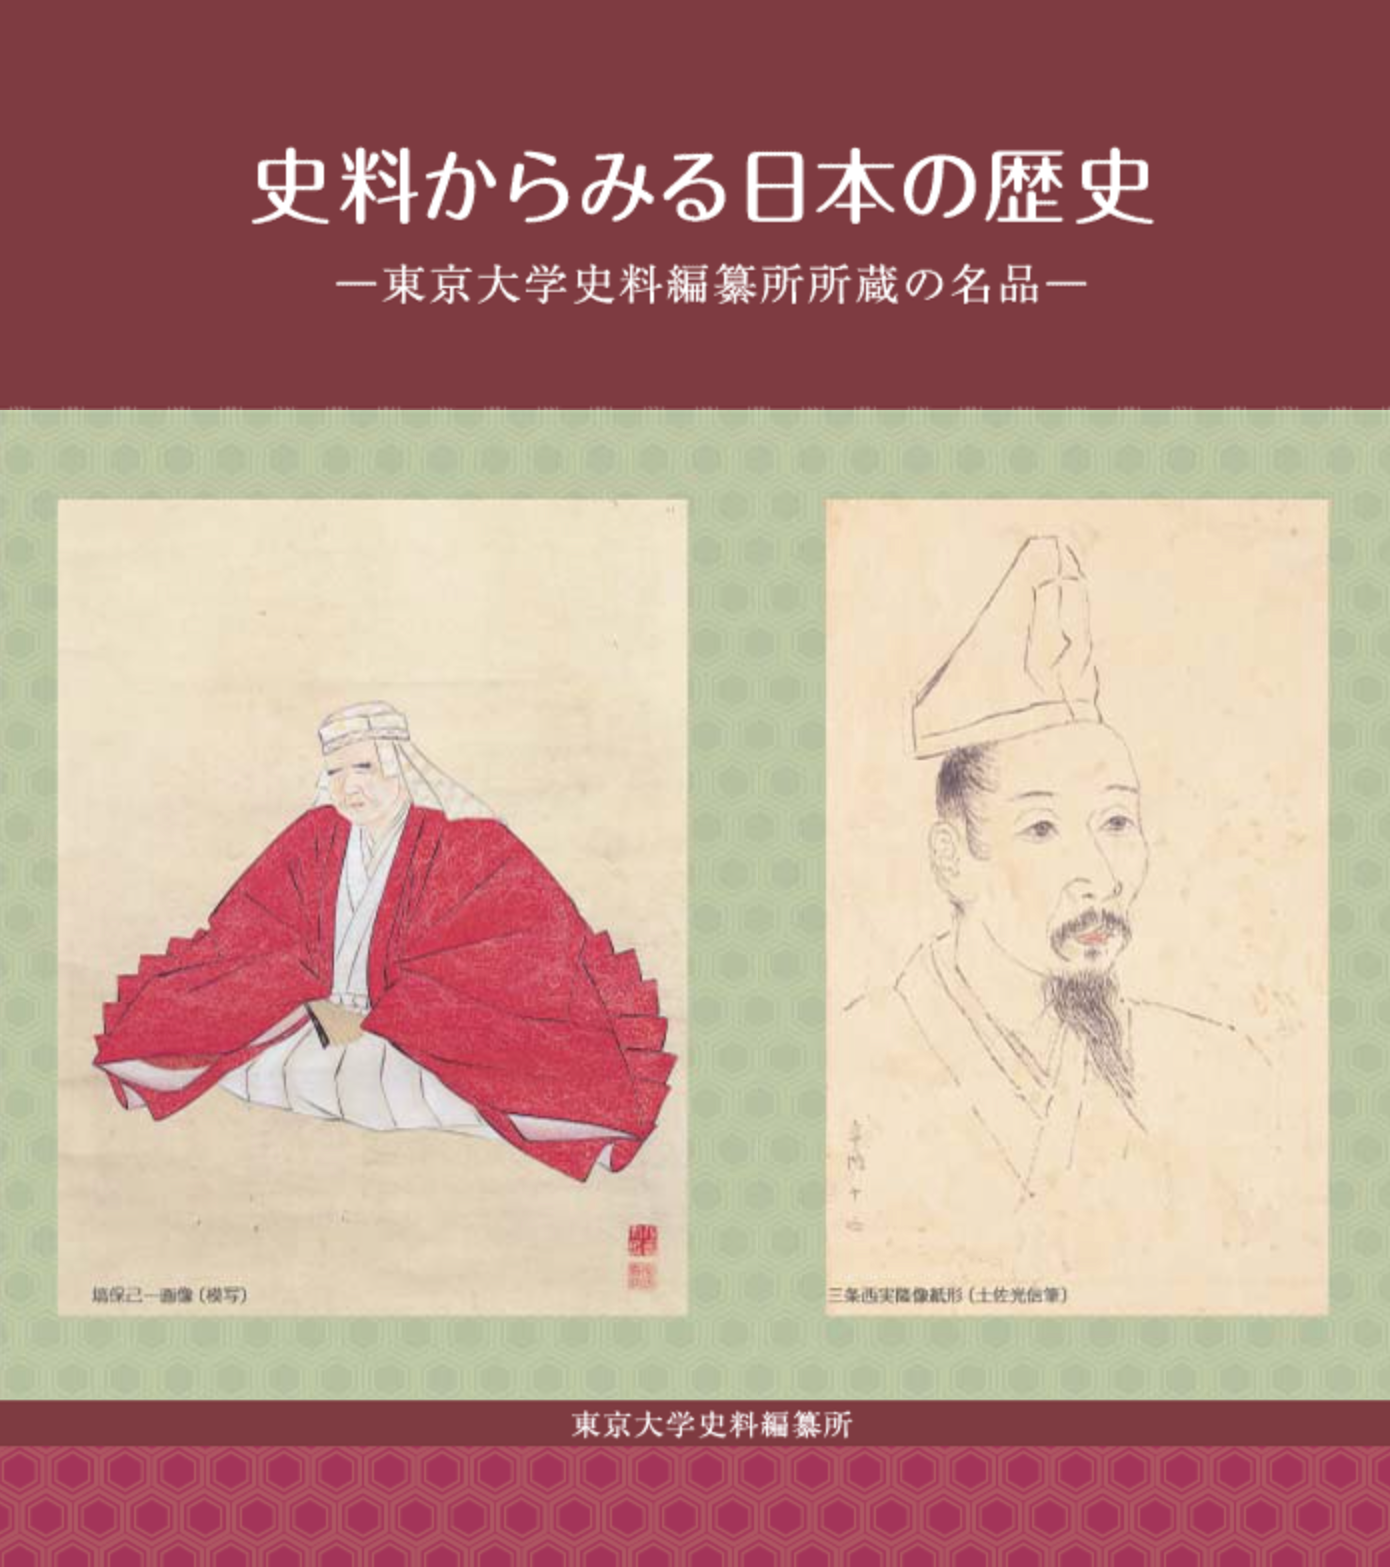 史料からみる日本の歴史
―東京大学史料編纂所所蔵の名品―
塙保己一画像（模写）
三条西実隆像紙形（土佐光信筆）
東京大学史料編纂所